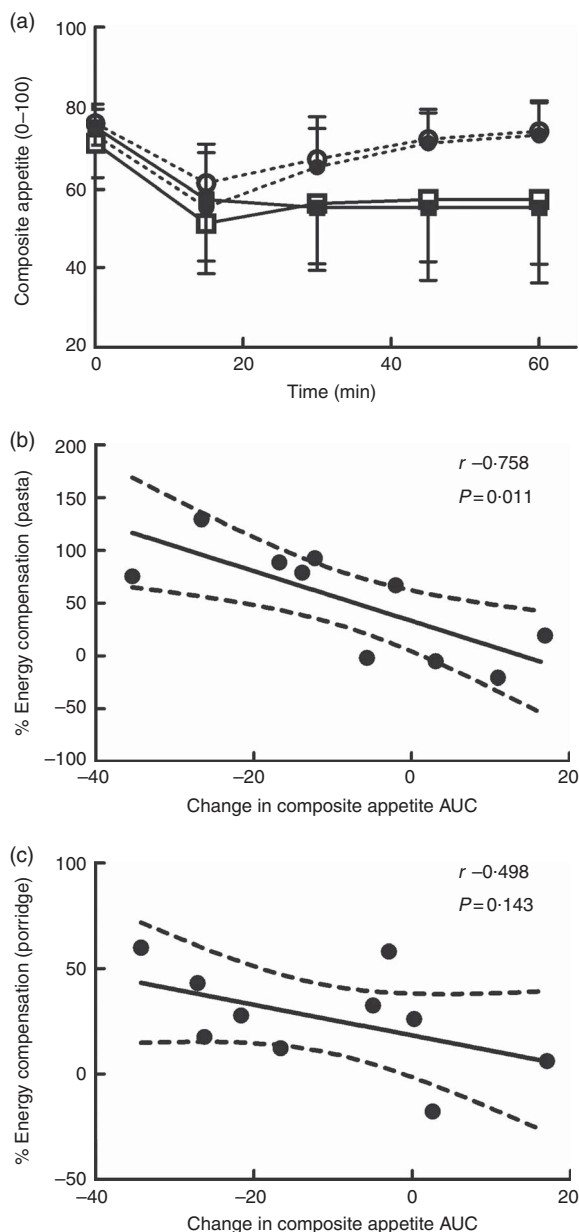 (a)
100
80
60
40
20
Composite appetite (0–100)
0 20 40 60
Time (min)
(b)
200
150
100
50
0
−50
−100
% Energy compensation (pasta)
r −0·758
P=0·011
−40 −20 0 20
Change in composite appetite AUC
(c)
100
50
0
−50
% Energy compensation (porridge)
r −0·498
P=0·143
−40 −20 0 20
Change in composite appetite AUC